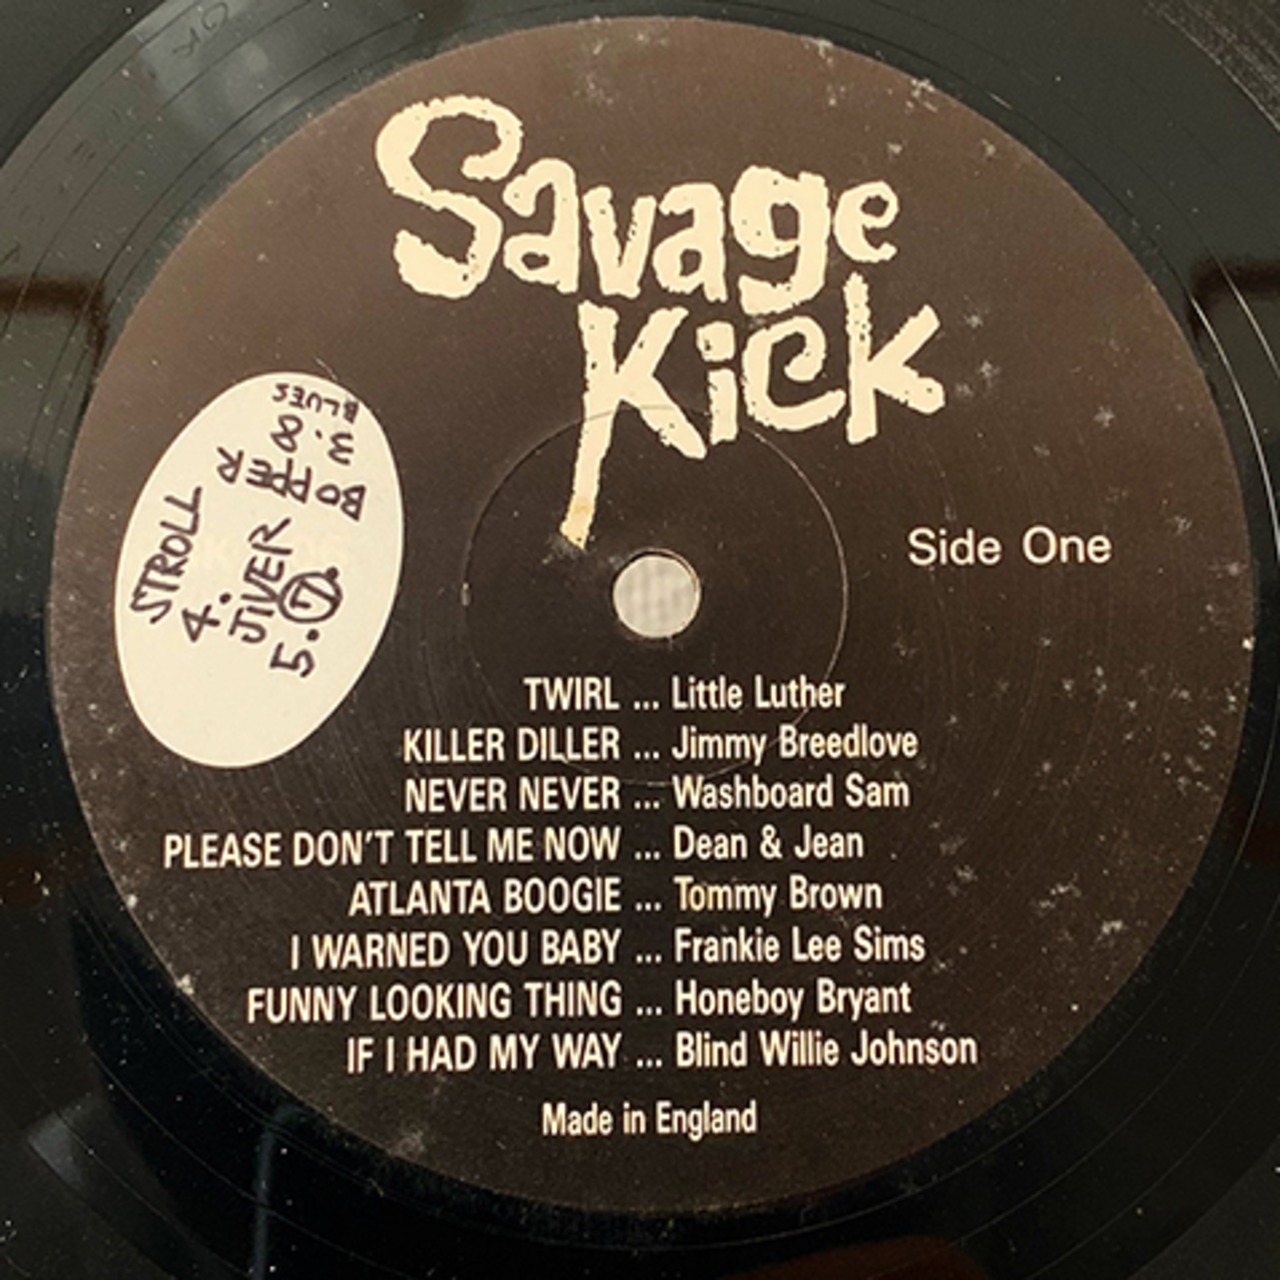 Savage
Kick
Side One
STROLL
4.
JIVER
5. 7.
BOPPER
3. 8
BLUES
TWIRL ... Little Luther
KILLER DILLER ... Jimmy Breedlove
NEVER NEVER ... Washboard Sam
PLEASE DON'T TELL ME NOW ... Dean & Jean
ATLANTA BOOGIE ... Tommy Brown
I WARNED YOU BABY ... Frankie Lee Sims
FUNNY LOOKING THING ... Honeboy Bryant
IF I HAD MY WAY ... Blind Willie Johnson
Made in England